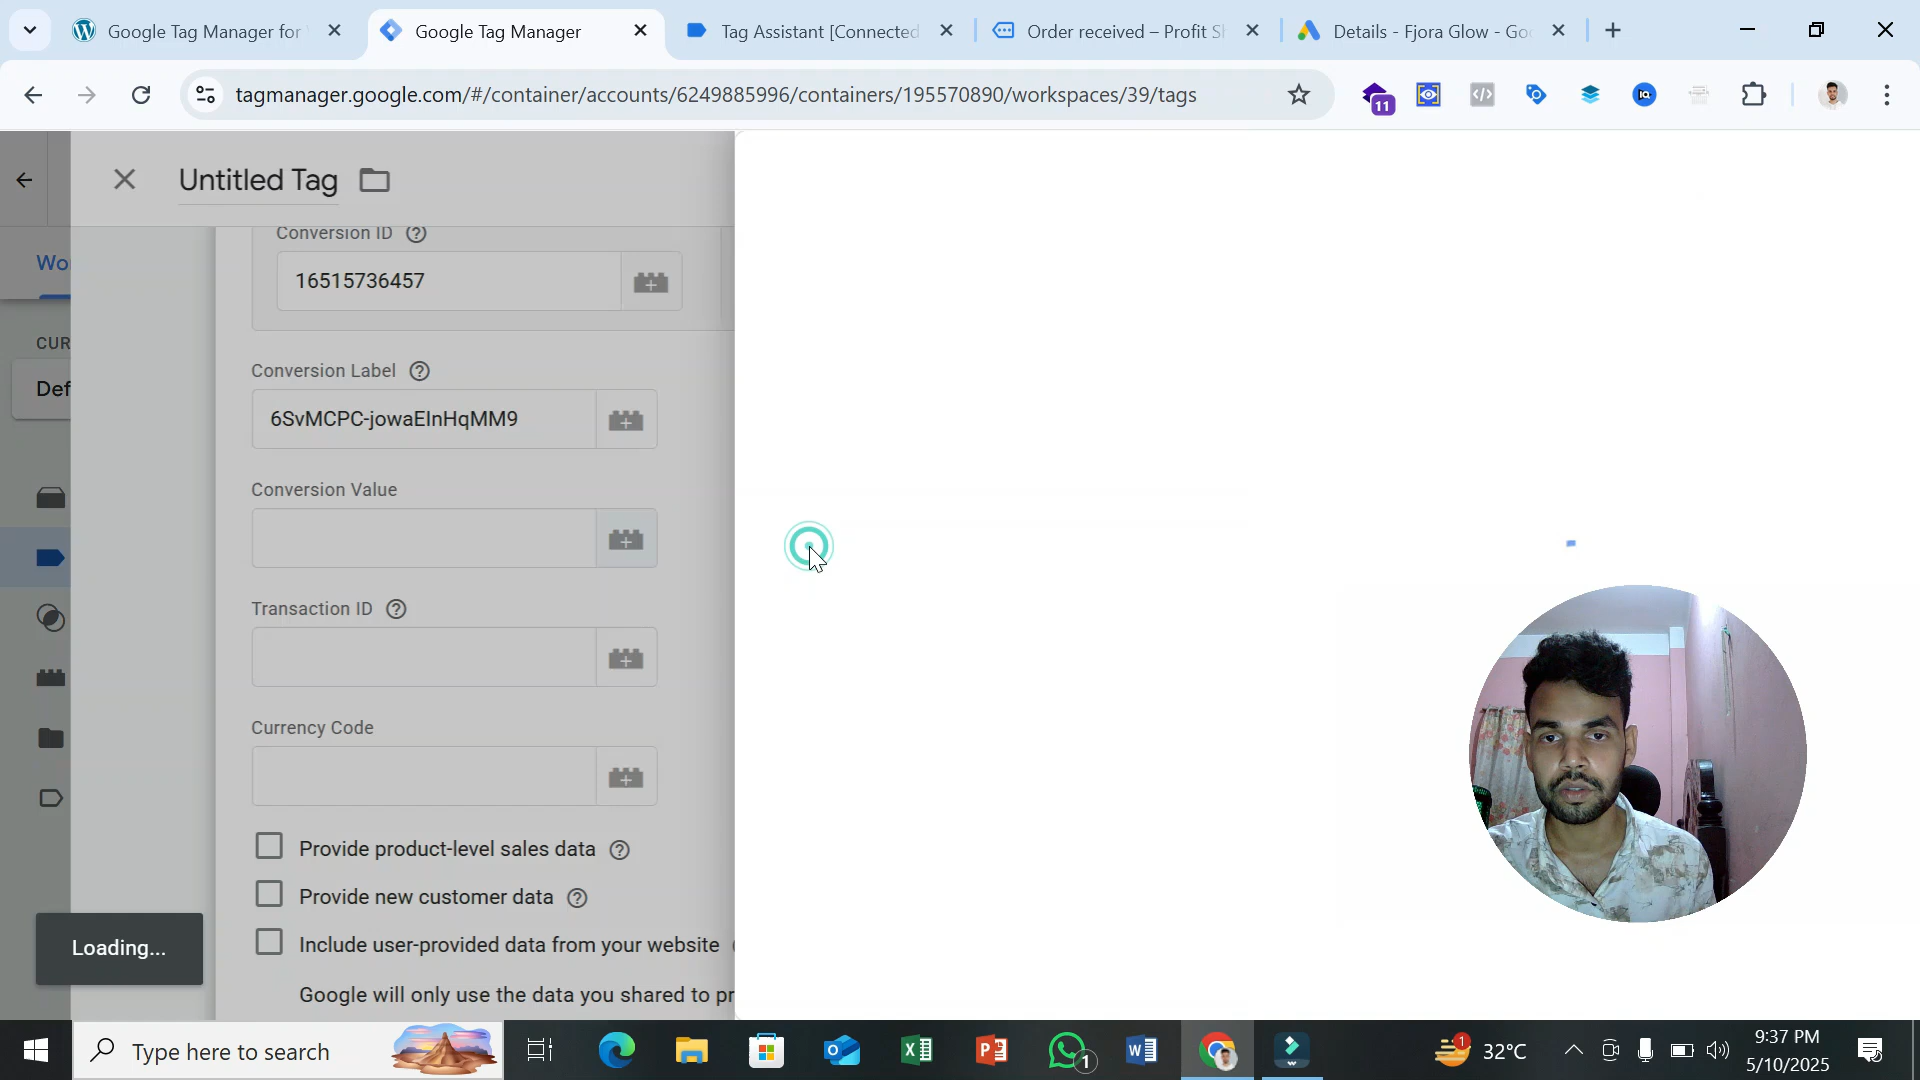 Google Tag Manager for
Google Tag Manager
Tag Assistant [Connected
Order received – Profit S
Details - Fjora Glow - Go
tagmanager.google.com/#/container/accounts/6249885996/containers/195570890/workspaces/39/tags
11
Untitled Tag
Wo
CUR
Def
Conversion ID
16515736457
Conversion Label
6SvMCPC-jowaEInHqMM9
Conversion Value
Transaction ID
Currency Code
Provide product-level sales data
Provide new customer data
Include user-provided data from your website
Google will only use the data you shared to pr
Loading...
Type here to search
1
1
32°C
9:37 PM
5/10/2025